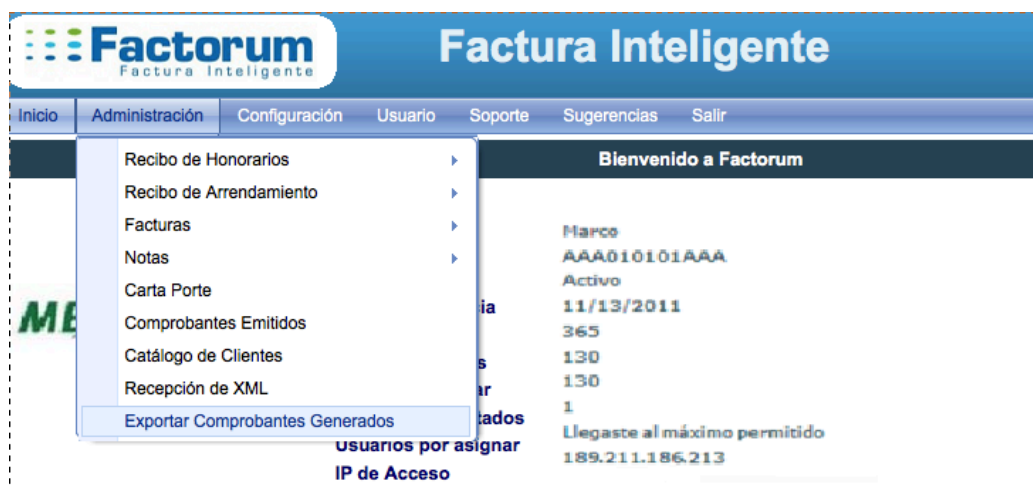 Factorum
Factura Inteligente
Factura Inteligente
Inicio Administración Configuración Usuario Soporte Sugerencias Salir
Bienvenido a Factorum
Recibo de Honorarios
Recibo de Arrendamiento
Facturas
Notas
Carta Porte
Comprobantes Emitidos
Catálogo de Clientes
Recepción de XML
Exportar Comprobantes Generados
Marco
AAA010101AAA
Activo
11/13/2011
365
130
130
1
Usuarios por asignar Llegaste al máximo permitido
IP de Acceso 189.211.186.213